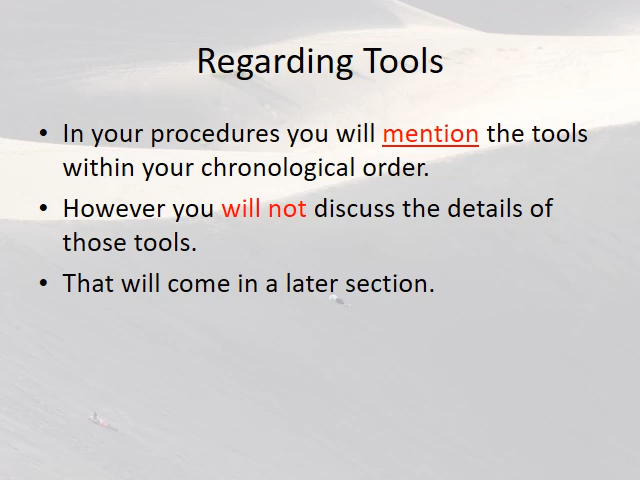 Regarding Tools
• In your procedures you will mention the tools
within your chronological order.
• However you will not discuss the details of
those tools.
• That will come in a later section.